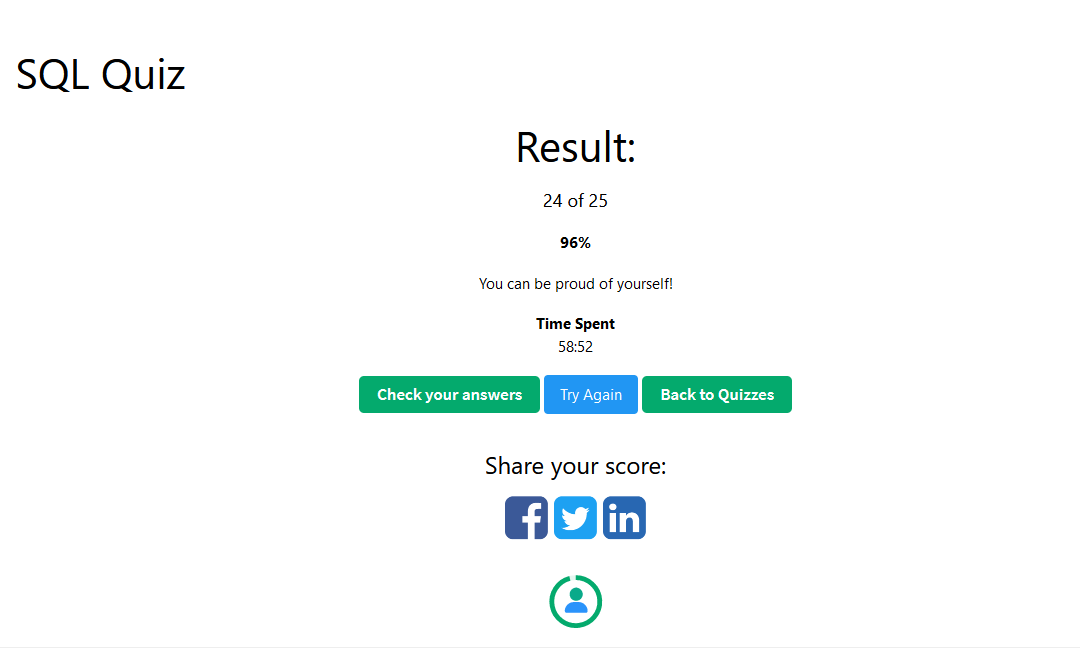 SQL Quiz
Result:
24 of 25
96%
You can be proud of yourself!
Time Spent
58:52
Check your answers Try Again Back to Quizzes
Share your score: